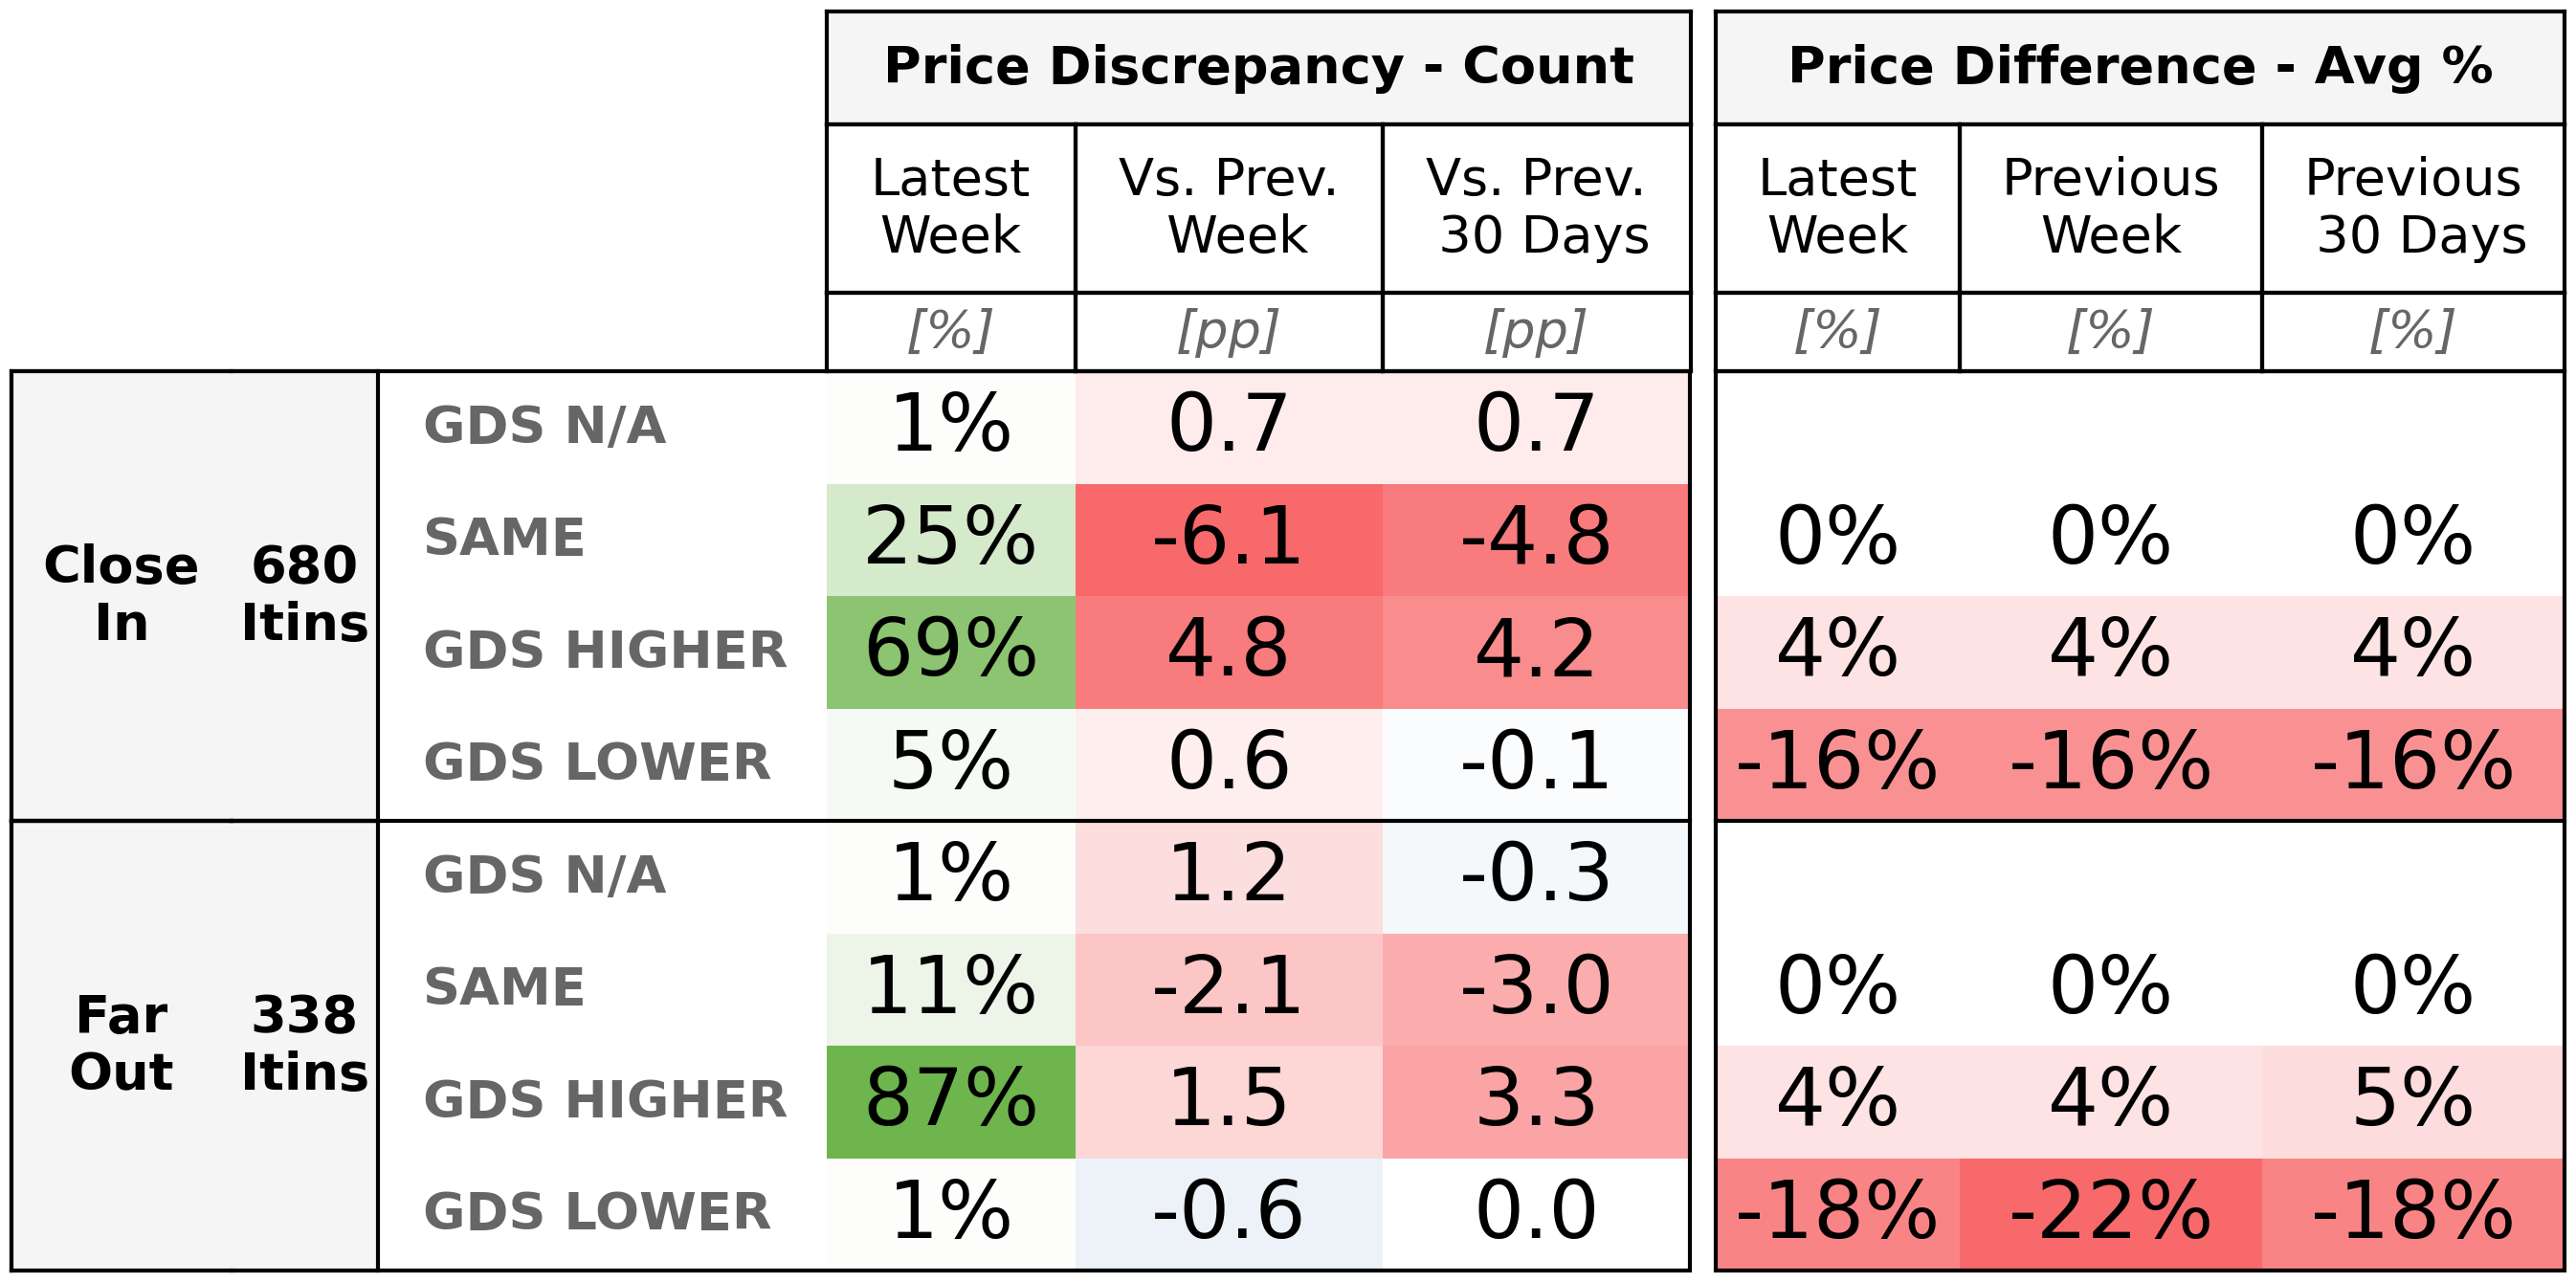 Price Discrepancy - Count Price Difference - Avg %
Latest Week Vs. Prev. Week Vs. Prev. 30 Days Latest Week Previous Week Previous 30 Days
[%] [pp] [pp] [%] [%] [%]
Close In 680 Itins
GDS N/A 1% 0.7 0.7
SAME 25% -6.1 -4.8 0% 0% 0%
GDS HIGHER 69% 4.8 4.2 4% 4% 4%
GDS LOWER 5% 0.6 -0.1 -16% -16% -16%
Far Out 338 Itins
GDS N/A 1% 1.2 -0.3
SAME 11% -2.1 -3.0 0% 0% 0%
GDS HIGHER 87% 1.5 3.3 4% 4% 5%
GDS LOWER 1% -0.6 0.0 -18% -22% -18%